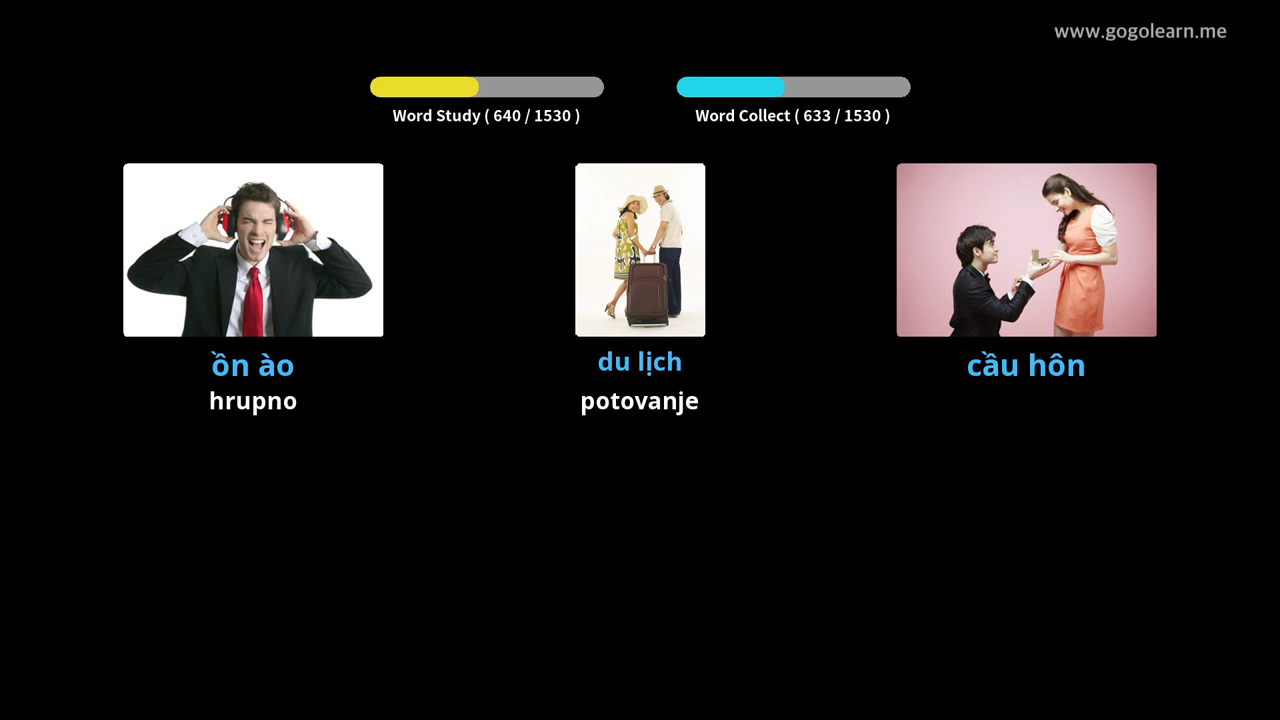 www.gogolearn.me
Word Study ( 640 / 1530 )
Word Collect ( 633 / 1530 )
ồn ào
hrupno
du lịch
potovanje
cầu hôn